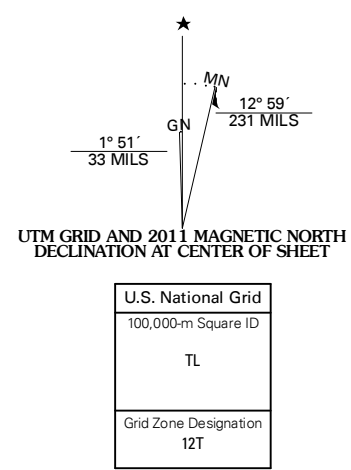 MN
GN
12° 59´
231 MILS
1° 51´
33 MILS
UTM GRID AND 2011 MAGNETIC NORTH
DECLINATION AT CENTER OF SHEET
U.S. National Grid
100,000-m Square ID
TL
Grid Zone Designation
12T